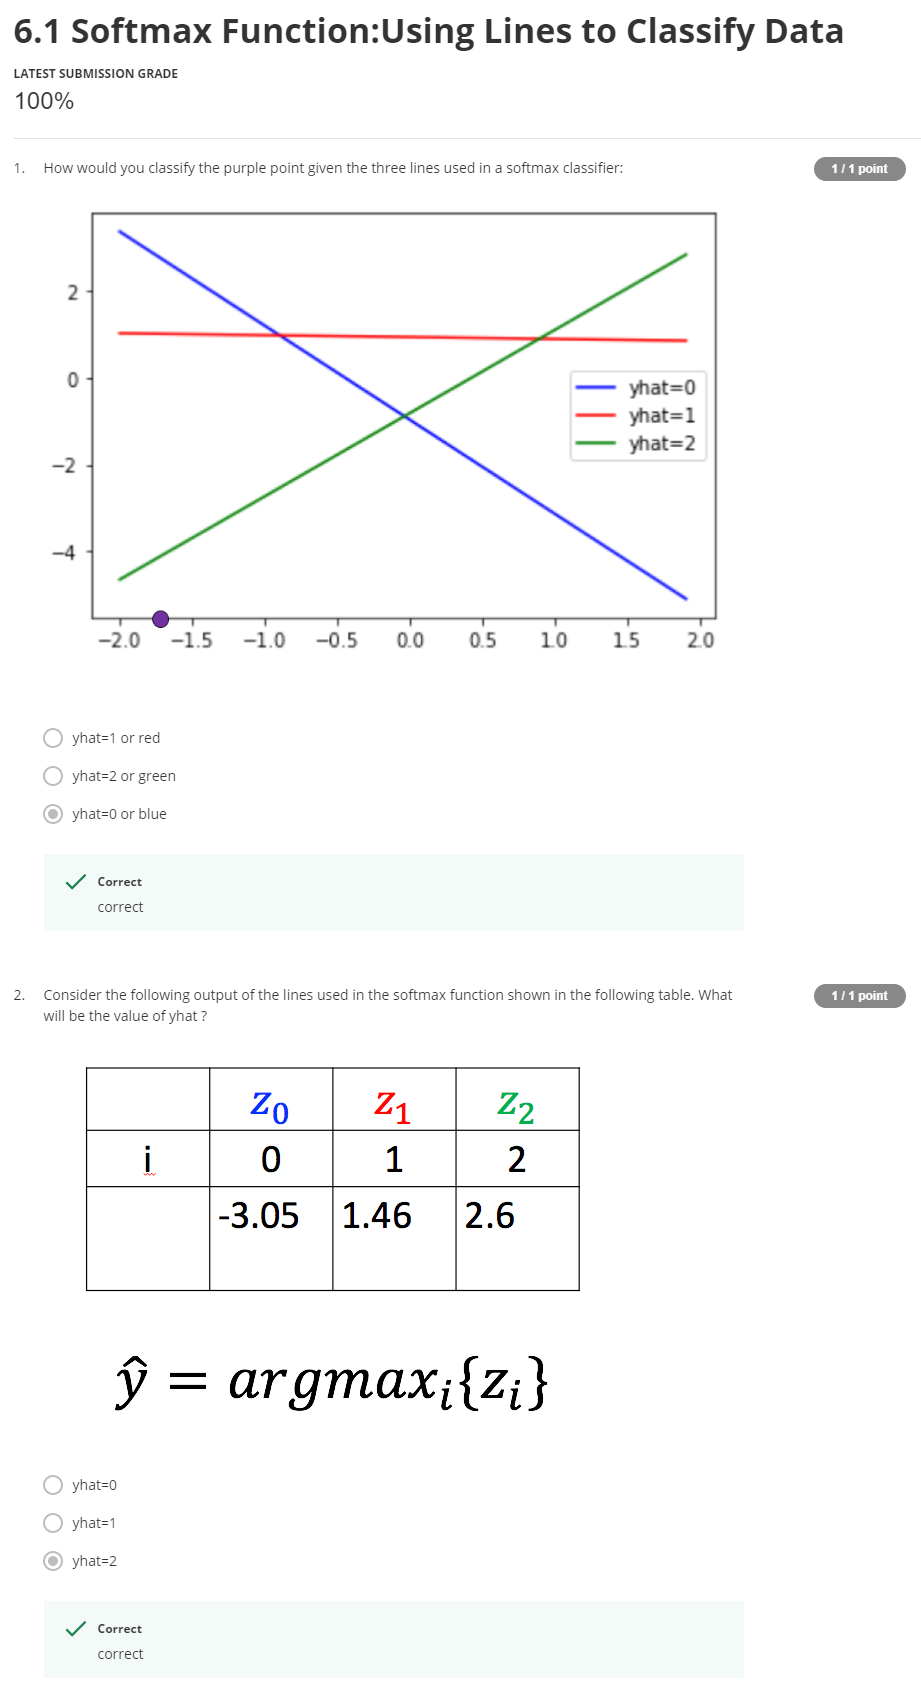 6.1 Softmax Function:Using Lines to Classify Data
LATEST SUBMISSION GRADE
100%
1. How would you classify the purple point given the three lines used in a softmax classifier:
1 / 1 point
2
0
−2
−4
yhat=0
yhat=1
yhat=2
−2.0 −1.5 −1.0 −0.5 0.0 0.5 1.0 1.5 2.0
yhat=1 or red
yhat=2 or green
yhat=0 or blue
Correct
correct
2. Consider the following output of the lines used in the softmax function shown in the following table. What
will be the value of yhat ?
1 / 1 point
z₀ z₁ z₂
i 0 1 2
-3.05 1.46 2.6
ŷ = argmaxᵢ{zᵢ}
yhat=0
yhat=1
yhat=2
Correct
correct